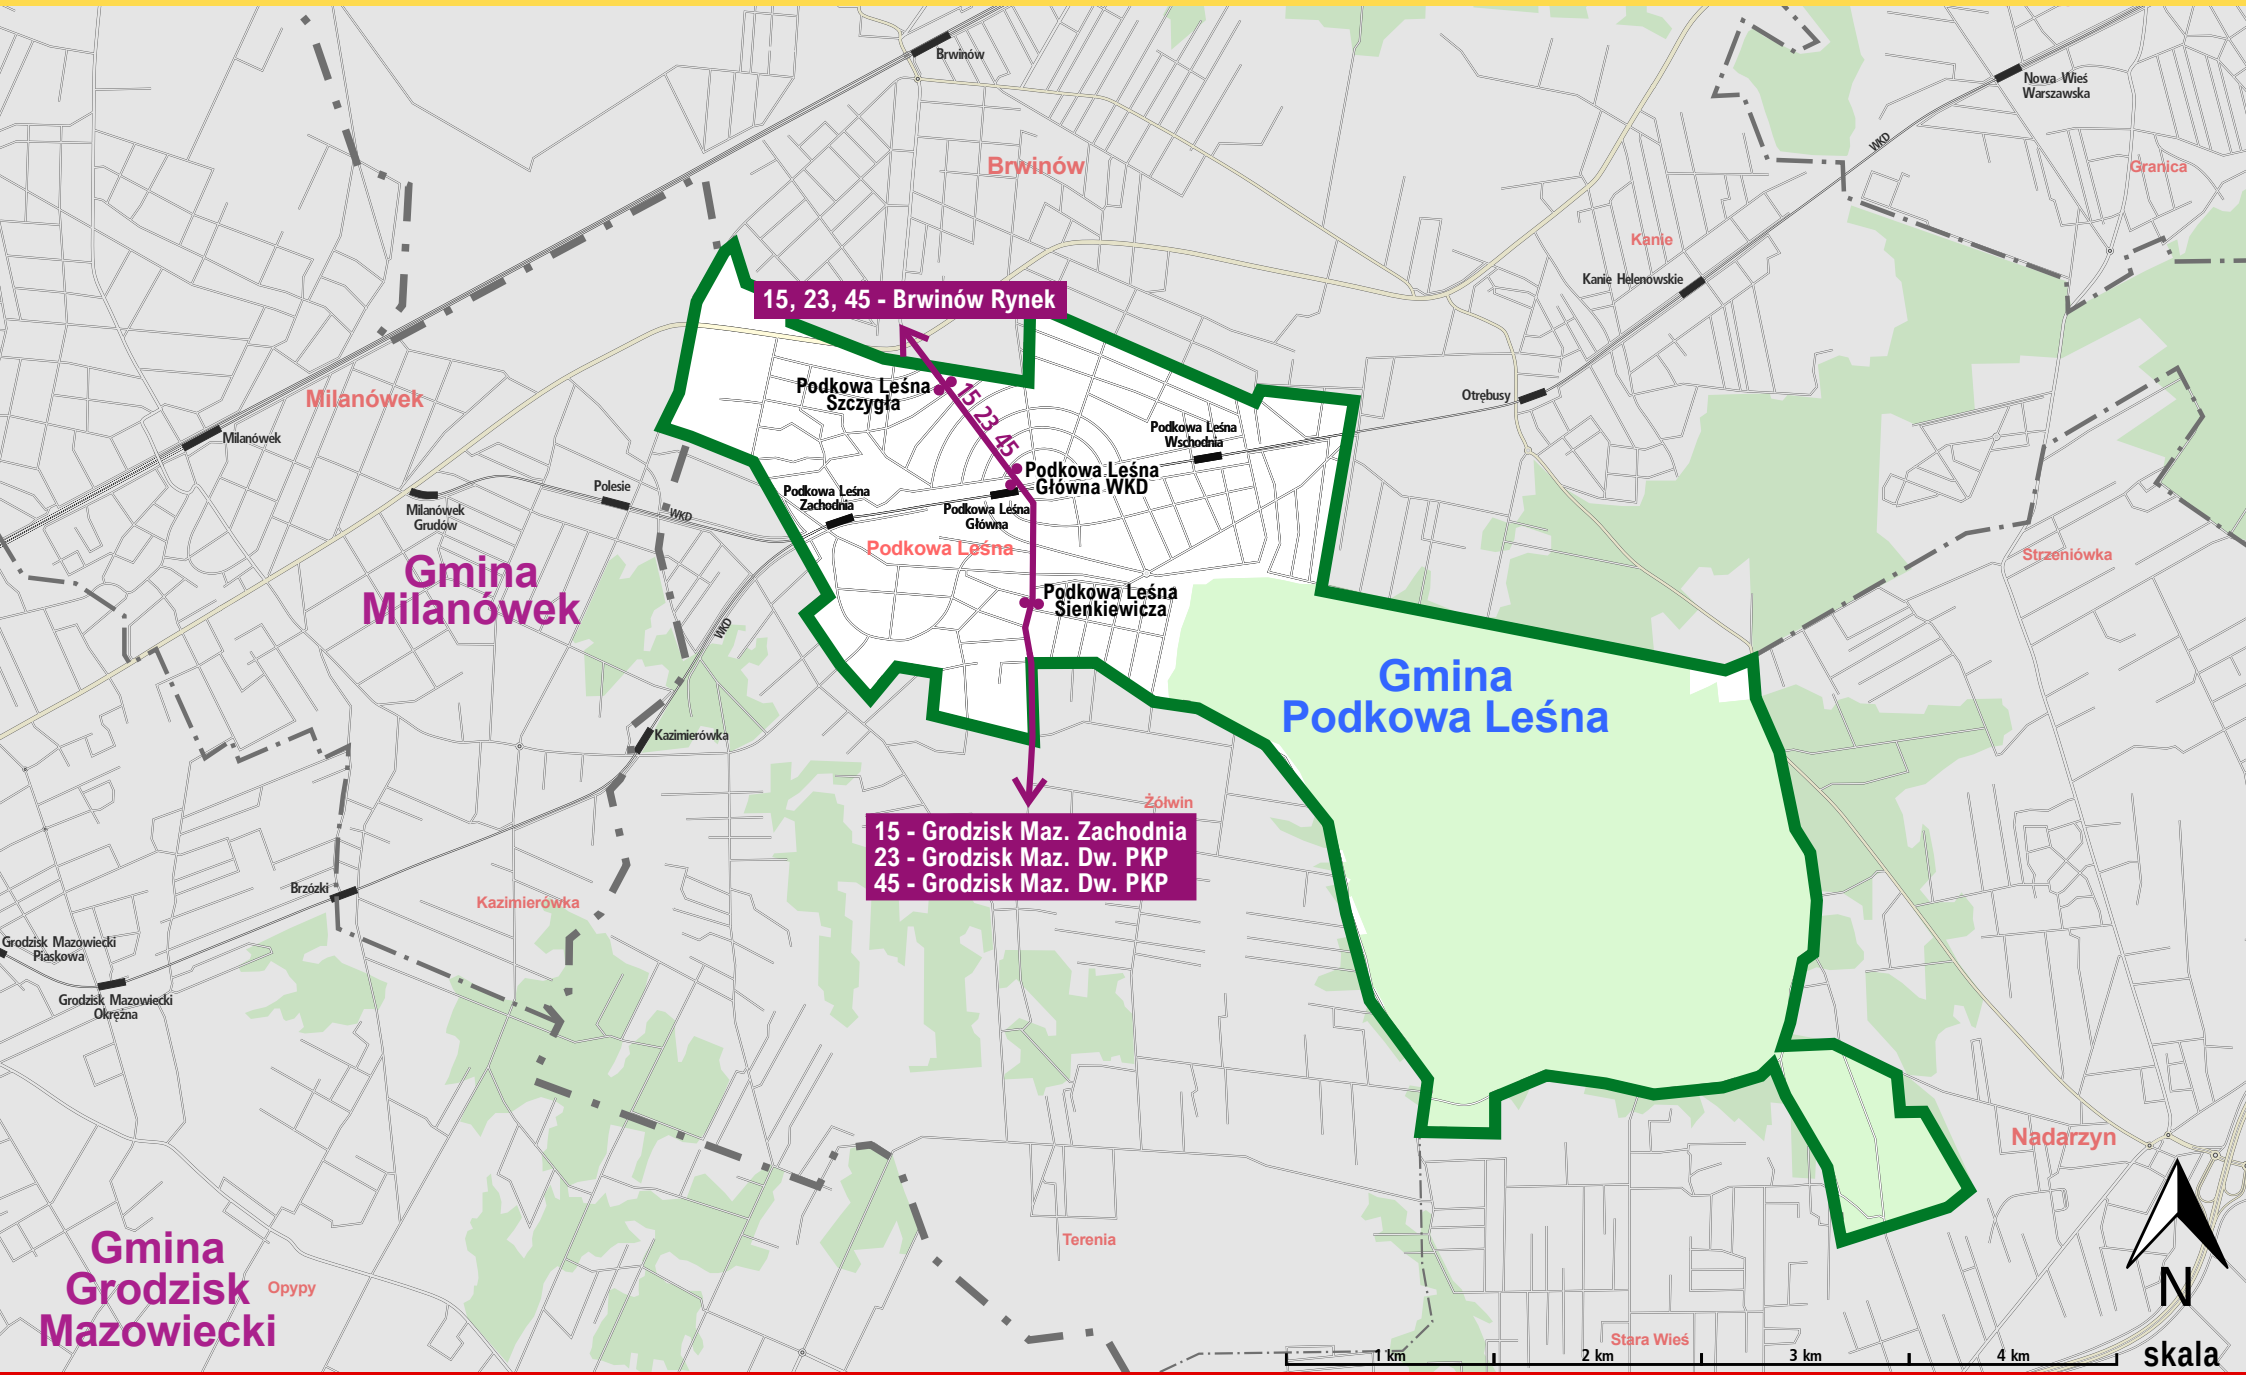 Brwinów
Nowa Wieś
Warszawska
WKD
Brwinów
Granica
Kanie
Kanie Helenowskie
15, 23, 45 - Brwinów Rynek
Podkowa Leśna
Szczygła
15 23 45
Milanówek
Milanówek
Otrębusy
Podkowa Leśna
Wschodnia
Podkowa Leśna
Główna WKD
Polesie
Milanówek
Grudów
WKD
Podkowa Leśna
Zachodnia
Podkowa Leśna
Główna
Podkowa Leśna
Strzeniówka
Gmina
Milanówek
Podkowa Leśna
Sienkiewicza
WKD
Gmina
Podkowa Leśna
Kazimierówka
Żółwin
15 - Grodzisk Maz. Zachodnia
23 - Grodzisk Maz. Dw. PKP
45 - Grodzisk Maz. Dw. PKP
Brzózki
Kazimierówka
Grodzisk Mazowiecki
Piaskowa
Grodzisk Mazowiecki
Okrężna
Nadarzyn
Terenia
Gmina
Grodzisk
Mazowiecki
Opypy
N
Stara Wieś
1 km
2 km
3 km
4 km
skala